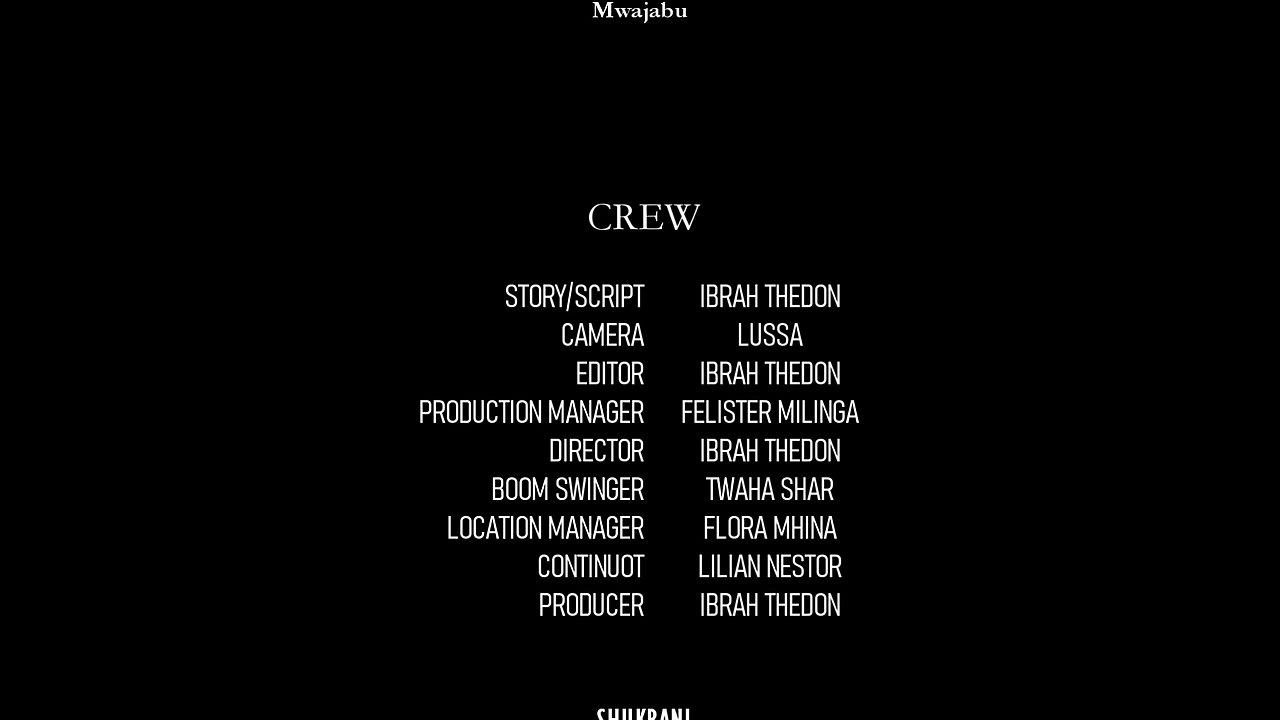 Mwajabu
CREW
STORY/SCRIPT IBRAH THEDON
CAMERA LUSSA
EDITOR IBRAH THEDON
PRODUCTION MANAGER FELISTER MILINGA
DIRECTOR IBRAH THEDON
BOOM SWINGER TWAHA SHAR
LOCATION MANAGER FLORA MHINA
CONTINUOT LILIAN NESTOR
PRODUCER IBRAH THEDON
SHUKRANI